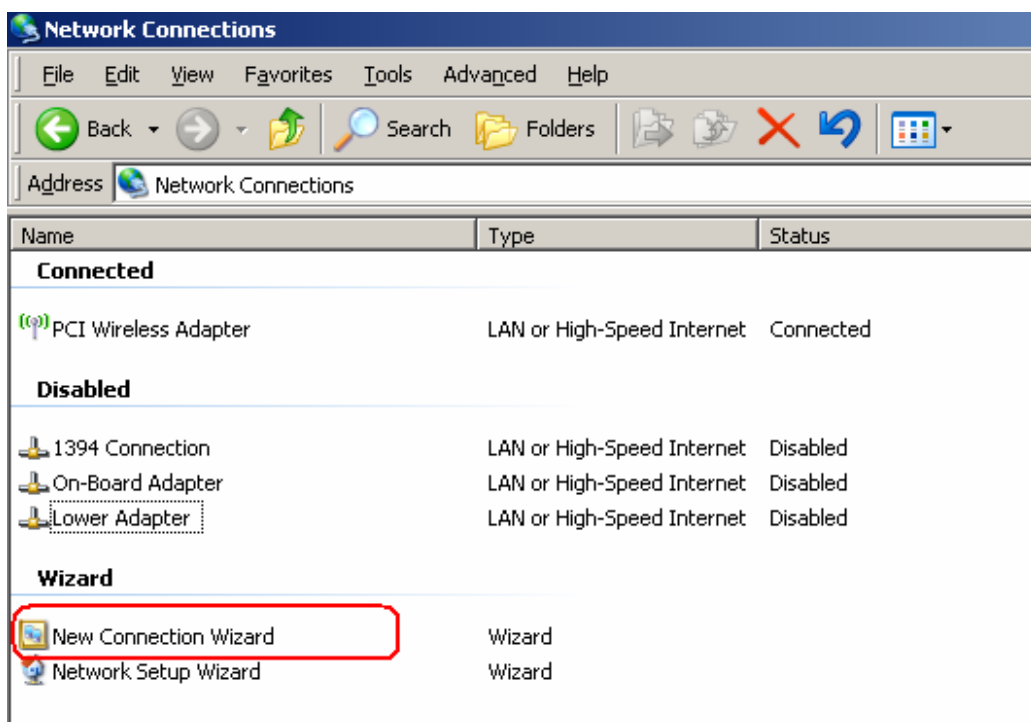 Network Connections
File Edit View Favorites Tools Advanced Help
Back Search Folders
Address Network Connections
Name Type Status
Connected
PCI Wireless Adapter LAN or High-Speed Internet Connected
Disabled
1394 Connection LAN or High-Speed Internet Disabled
On-Board Adapter LAN or High-Speed Internet Disabled
Lower Adapter LAN or High-Speed Internet Disabled
Wizard
New Connection Wizard Wizard
Network Setup Wizard Wizard